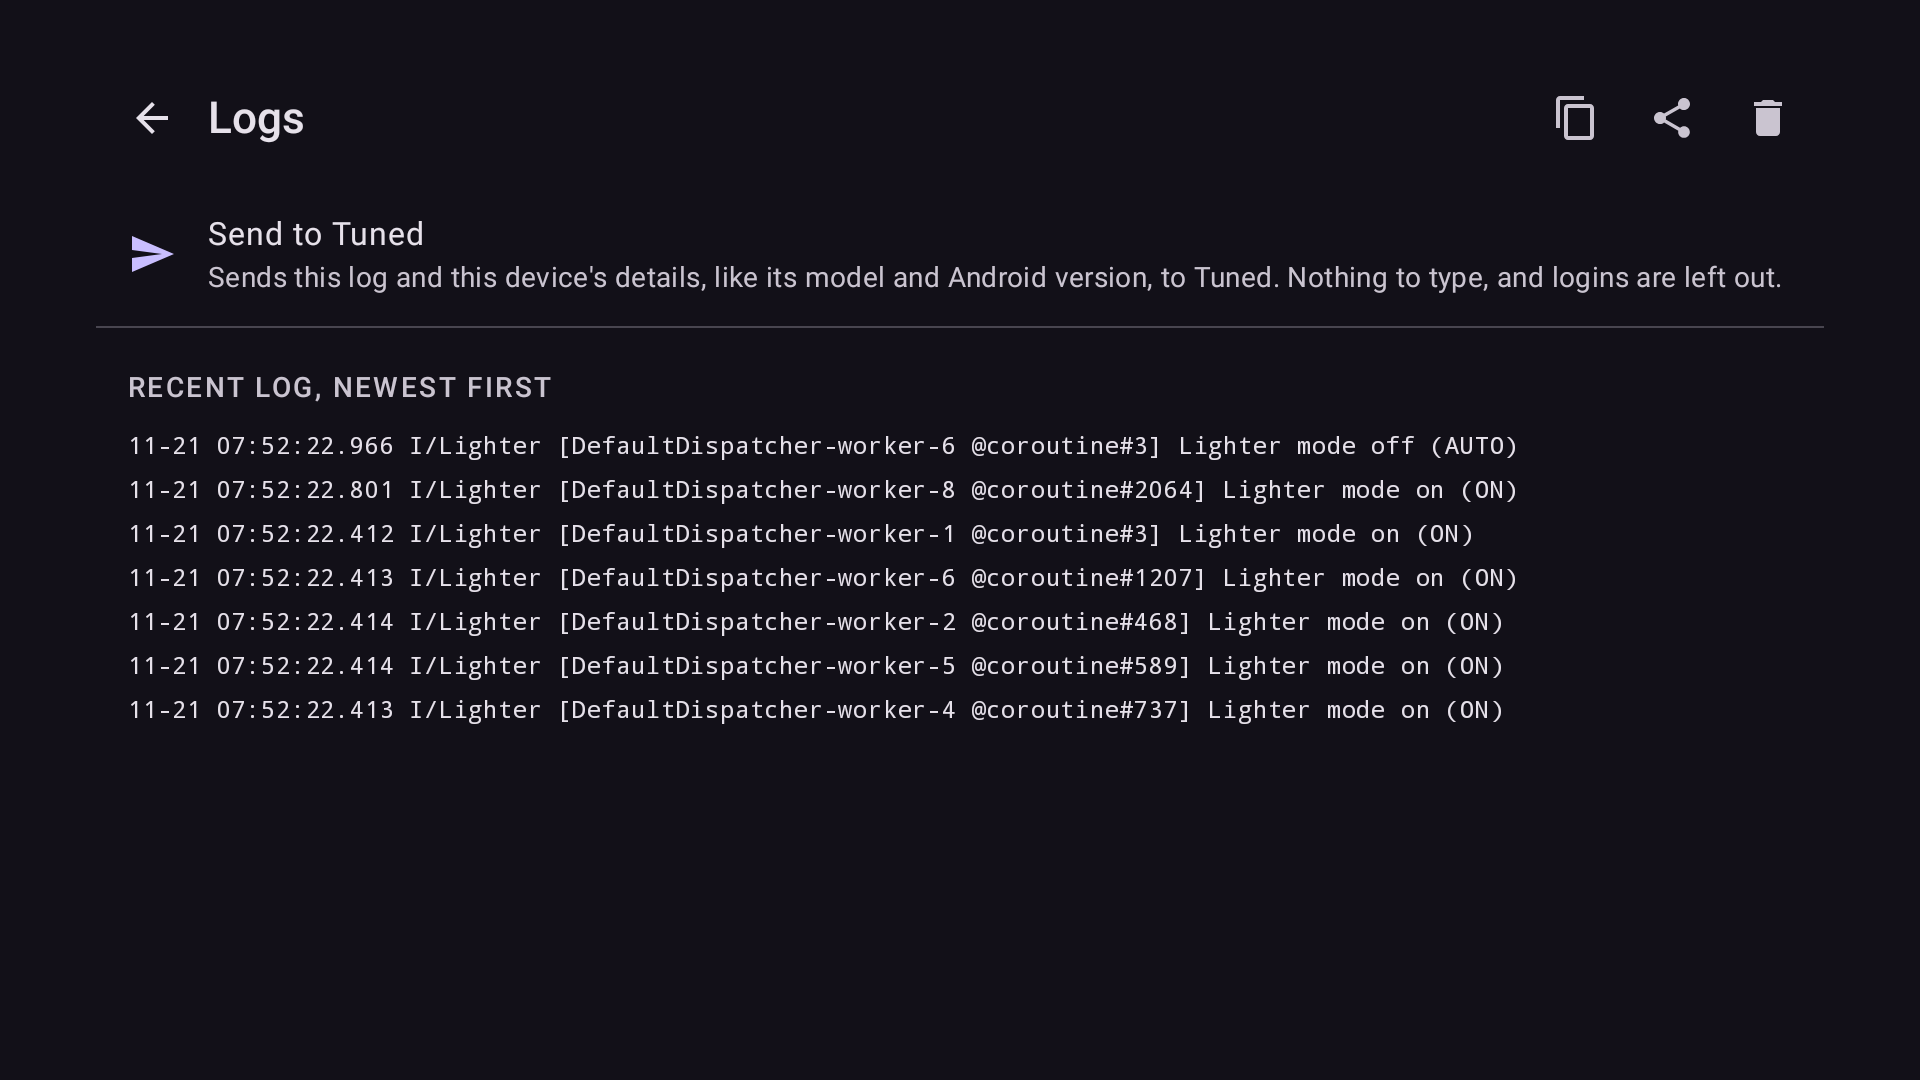 Logs
Send to Tuned
Sends this log and this device's details, like its model and Android version, to Tuned. Nothing to type, and logins are left out.
RECENT LOG, NEWEST FIRST
11-21 07:52:22.966 I/Lighter [DefaultDispatcher-worker-6 @coroutine#3] Lighter mode off (AUTO)
11-21 07:52:22.801 I/Lighter [DefaultDispatcher-worker-8 @coroutine#2064] Lighter mode on (ON)
11-21 07:52:22.412 I/Lighter [DefaultDispatcher-worker-1 @coroutine#3] Lighter mode on (ON)
11-21 07:52:22.413 I/Lighter [DefaultDispatcher-worker-6 @coroutine#1207] Lighter mode on (ON)
11-21 07:52:22.414 I/Lighter [DefaultDispatcher-worker-2 @coroutine#468] Lighter mode on (ON)
11-21 07:52:22.414 I/Lighter [DefaultDispatcher-worker-5 @coroutine#589] Lighter mode on (ON)
11-21 07:52:22.413 I/Lighter [DefaultDispatcher-worker-4 @coroutine#737] Lighter mode on (ON)